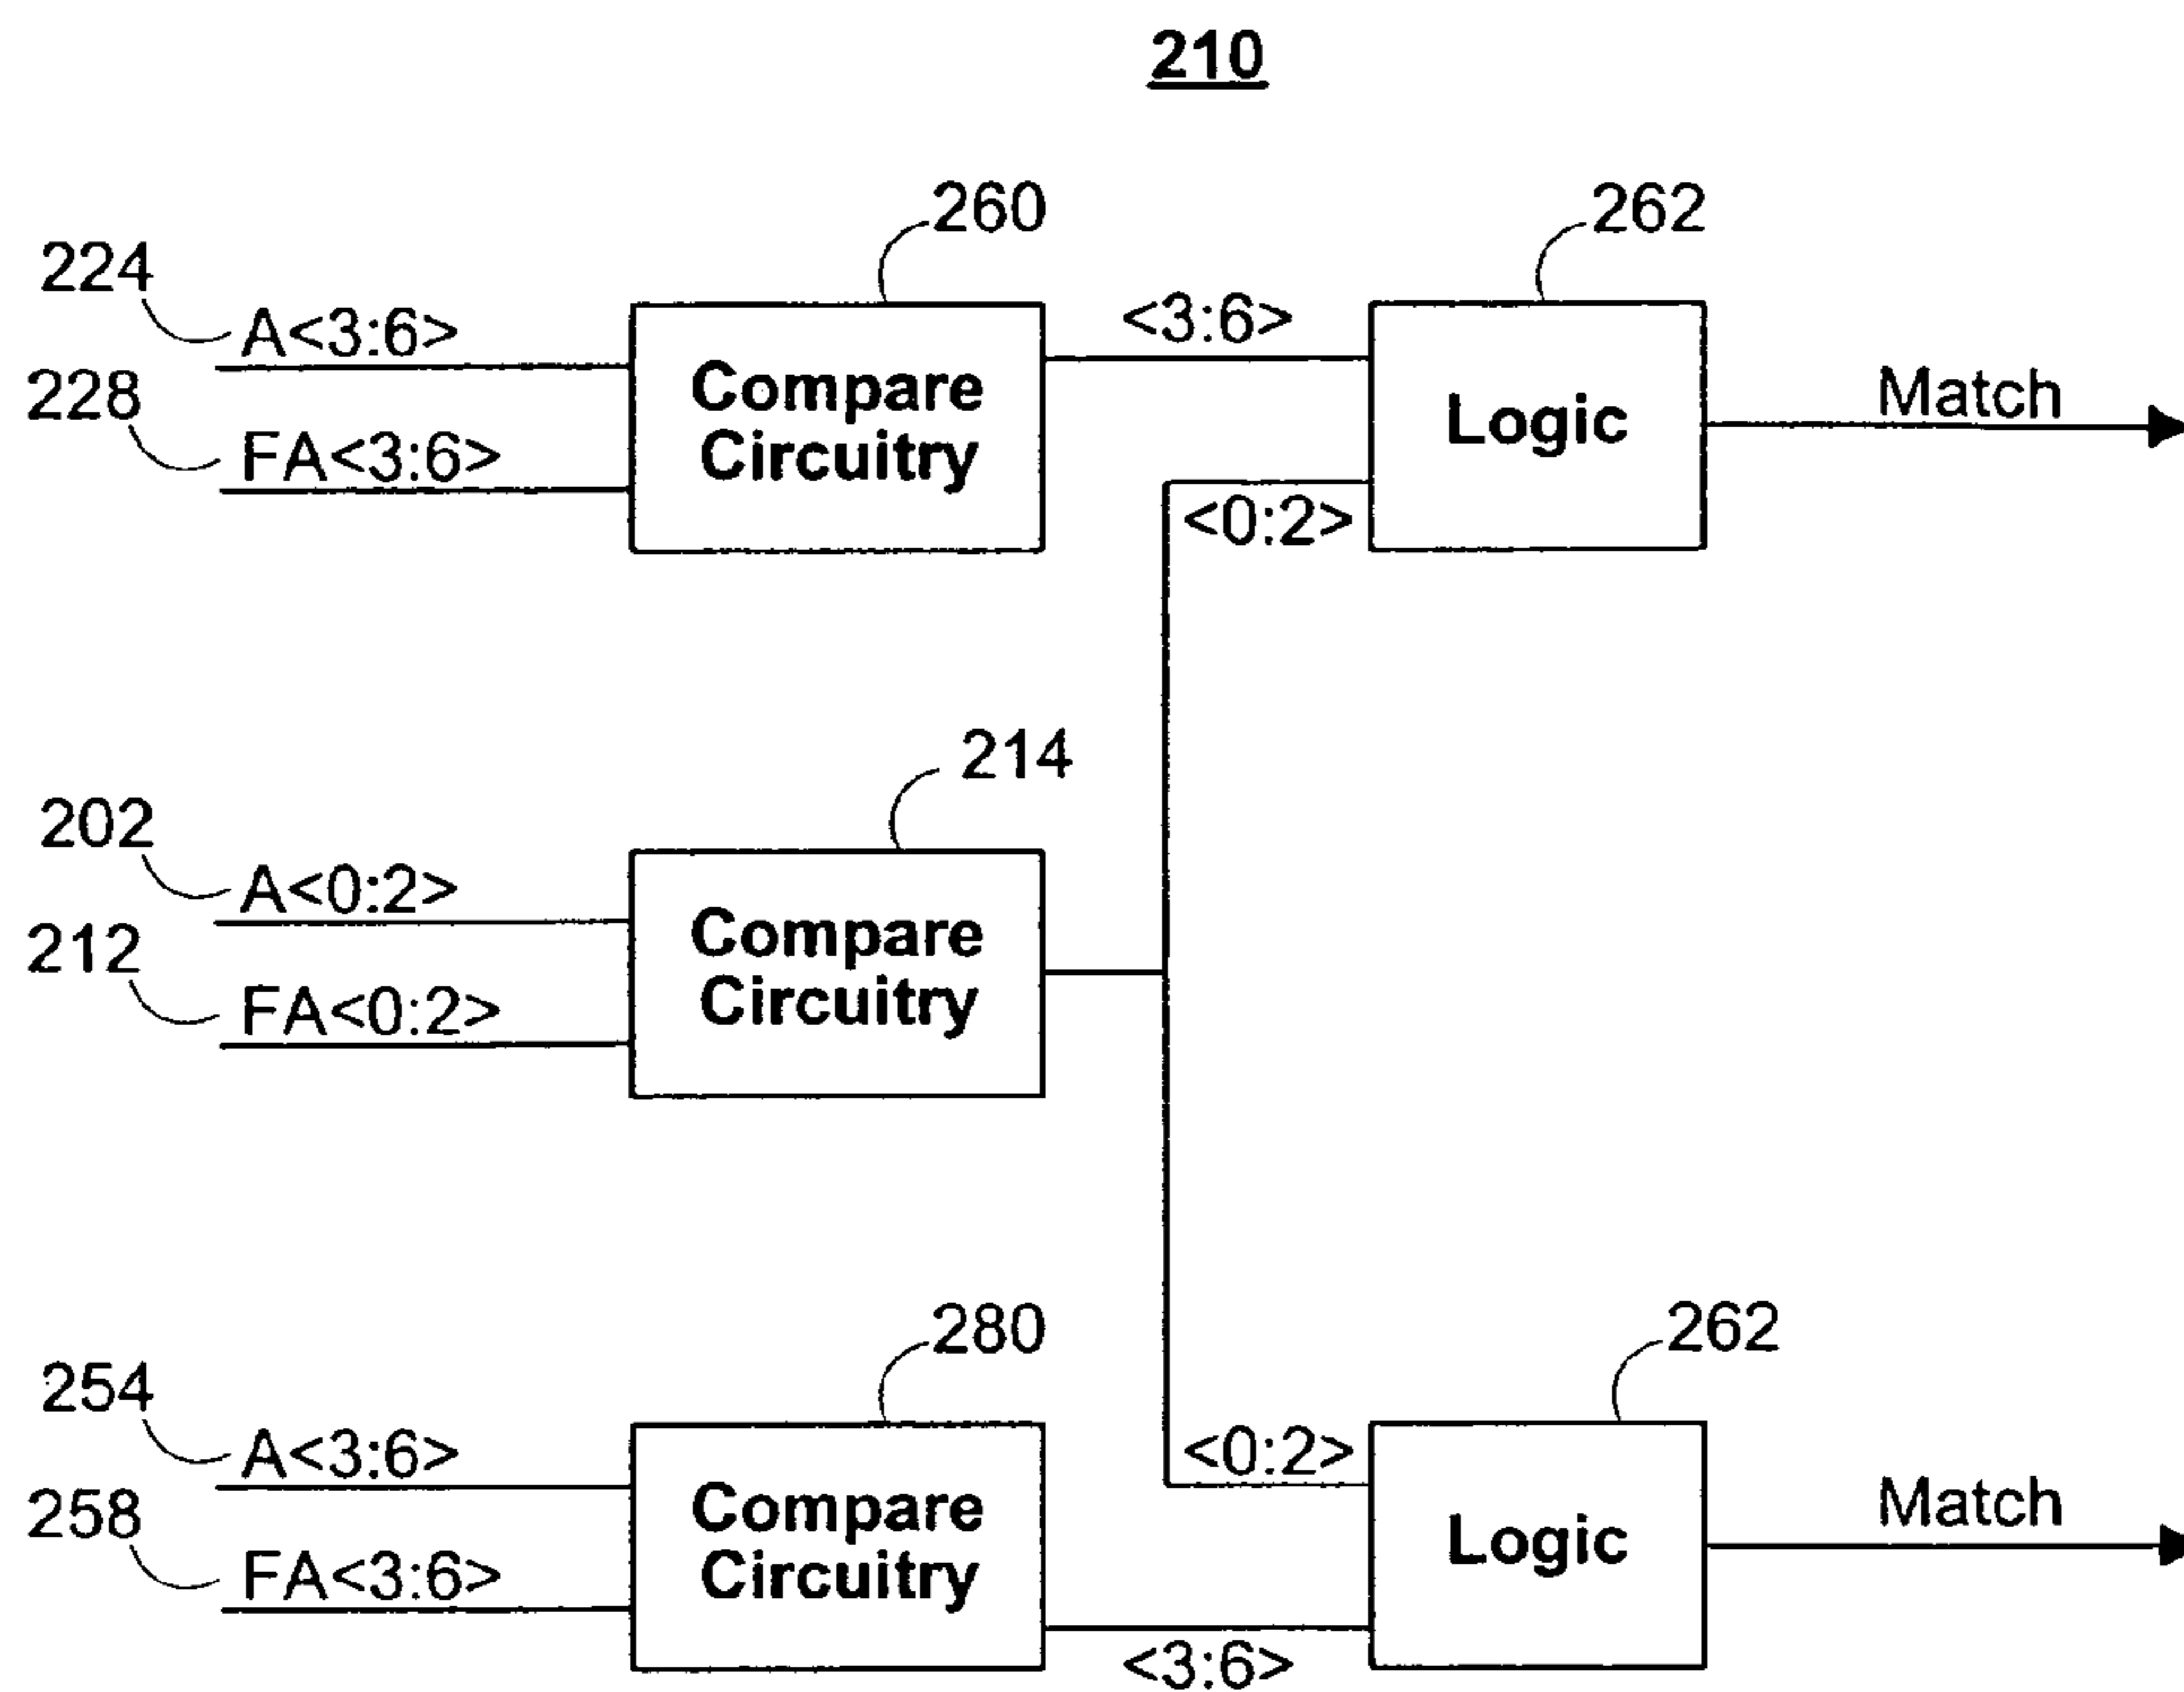 210
260
262
224
A<3:6>
<3:6>
228
FA<3:6>
Compare
Circuitry
Logic
Match
<0:2>
214
202
A<0:2>
212
FA<0:2>
Compare
Circuitry
280
262
254
A<3:6>
<0:2>
258
FA<3:6>
Compare
Circuitry
Logic
Match
<3:6>